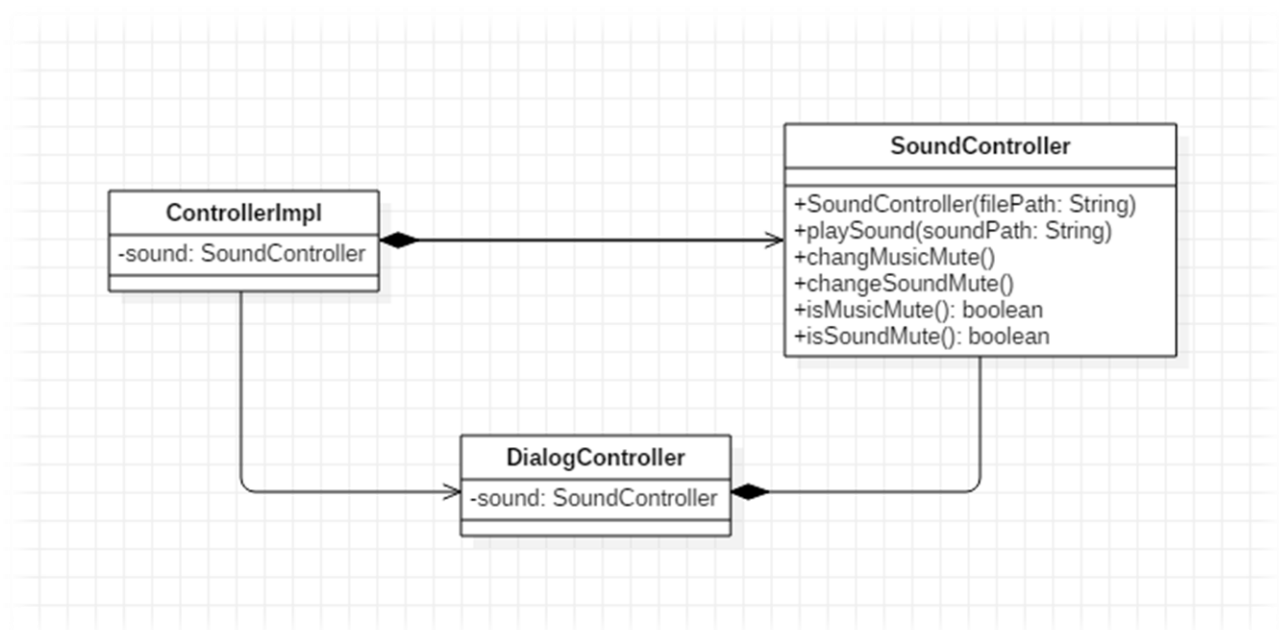 SoundController
+SoundController(filePath: String)
+playSound(soundPath: String)
+changMusicMute()
+changeSoundMute()
+isMusicMute(): boolean
+isSoundMute(): boolean
ControllerImpl
-sound: SoundController
DialogController
-sound: SoundController